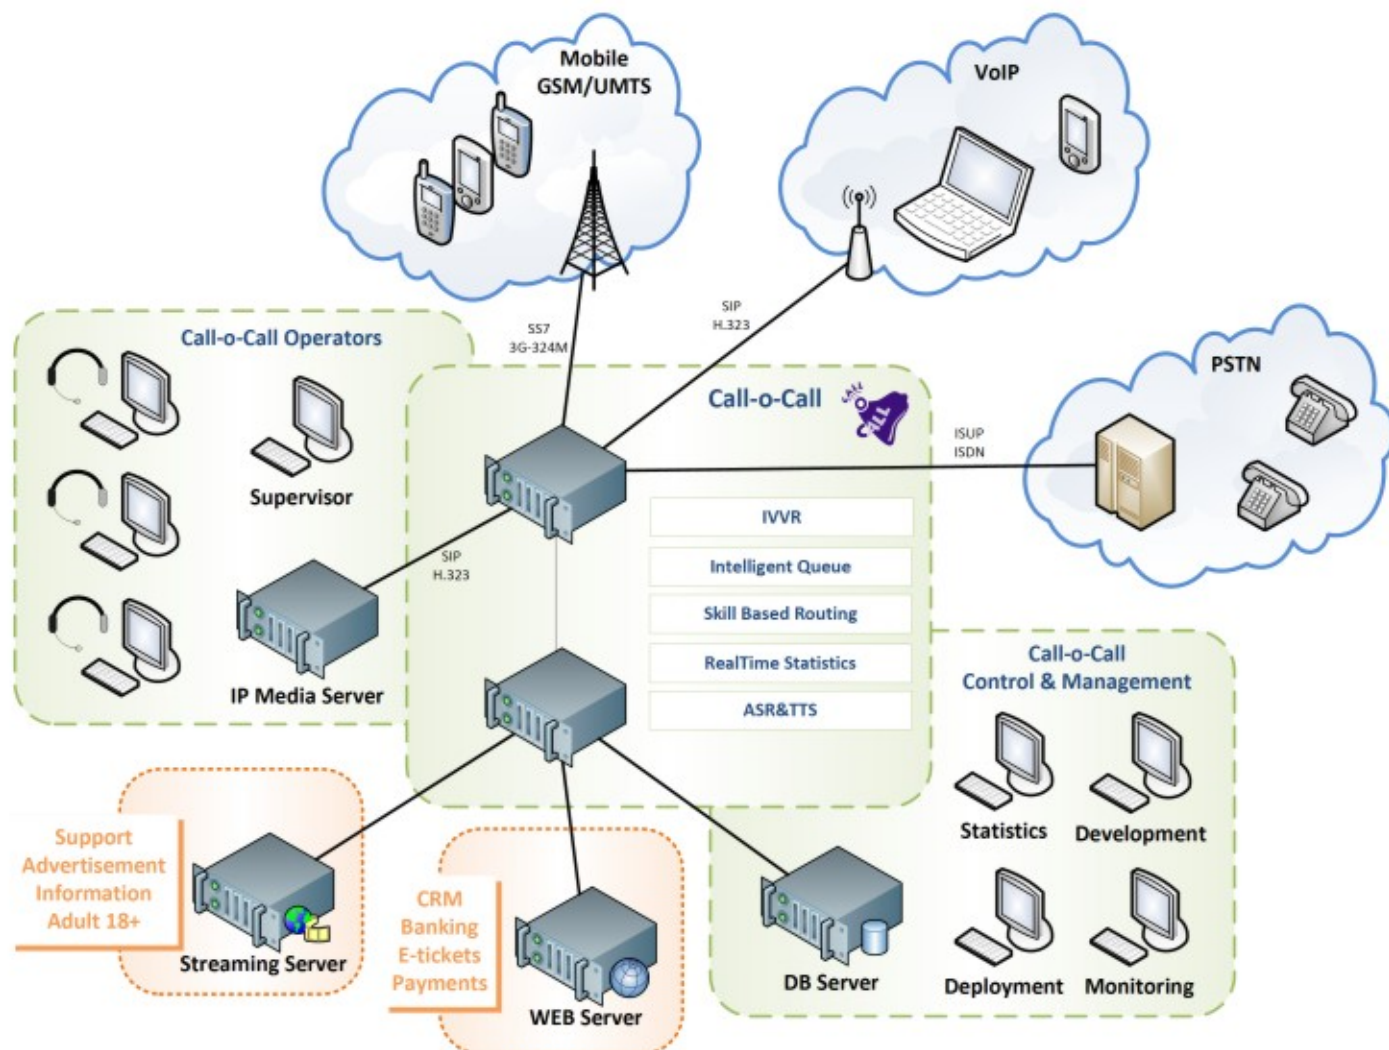 Mobile
GSM/UMTS
VoIP
SS7
3G-324M
SIP
H.323
PSTN
ISUP
ISDN
Call-o-Call Operators
Supervisor
IP Media Server
SIP
H.323
Call-o-Call
CALL
O
CALL
IVVR
Intelligent Queue
Skill Based Routing
RealTime Statistics
ASR&TTS
Call-o-Call
Control & Management
Statistics
Development
Deployment
Monitoring
DB Server
Support
Advertisement
Information
Adult 18+
Streaming Server
CRM
Banking
E-tickets
Payments
WEB Server